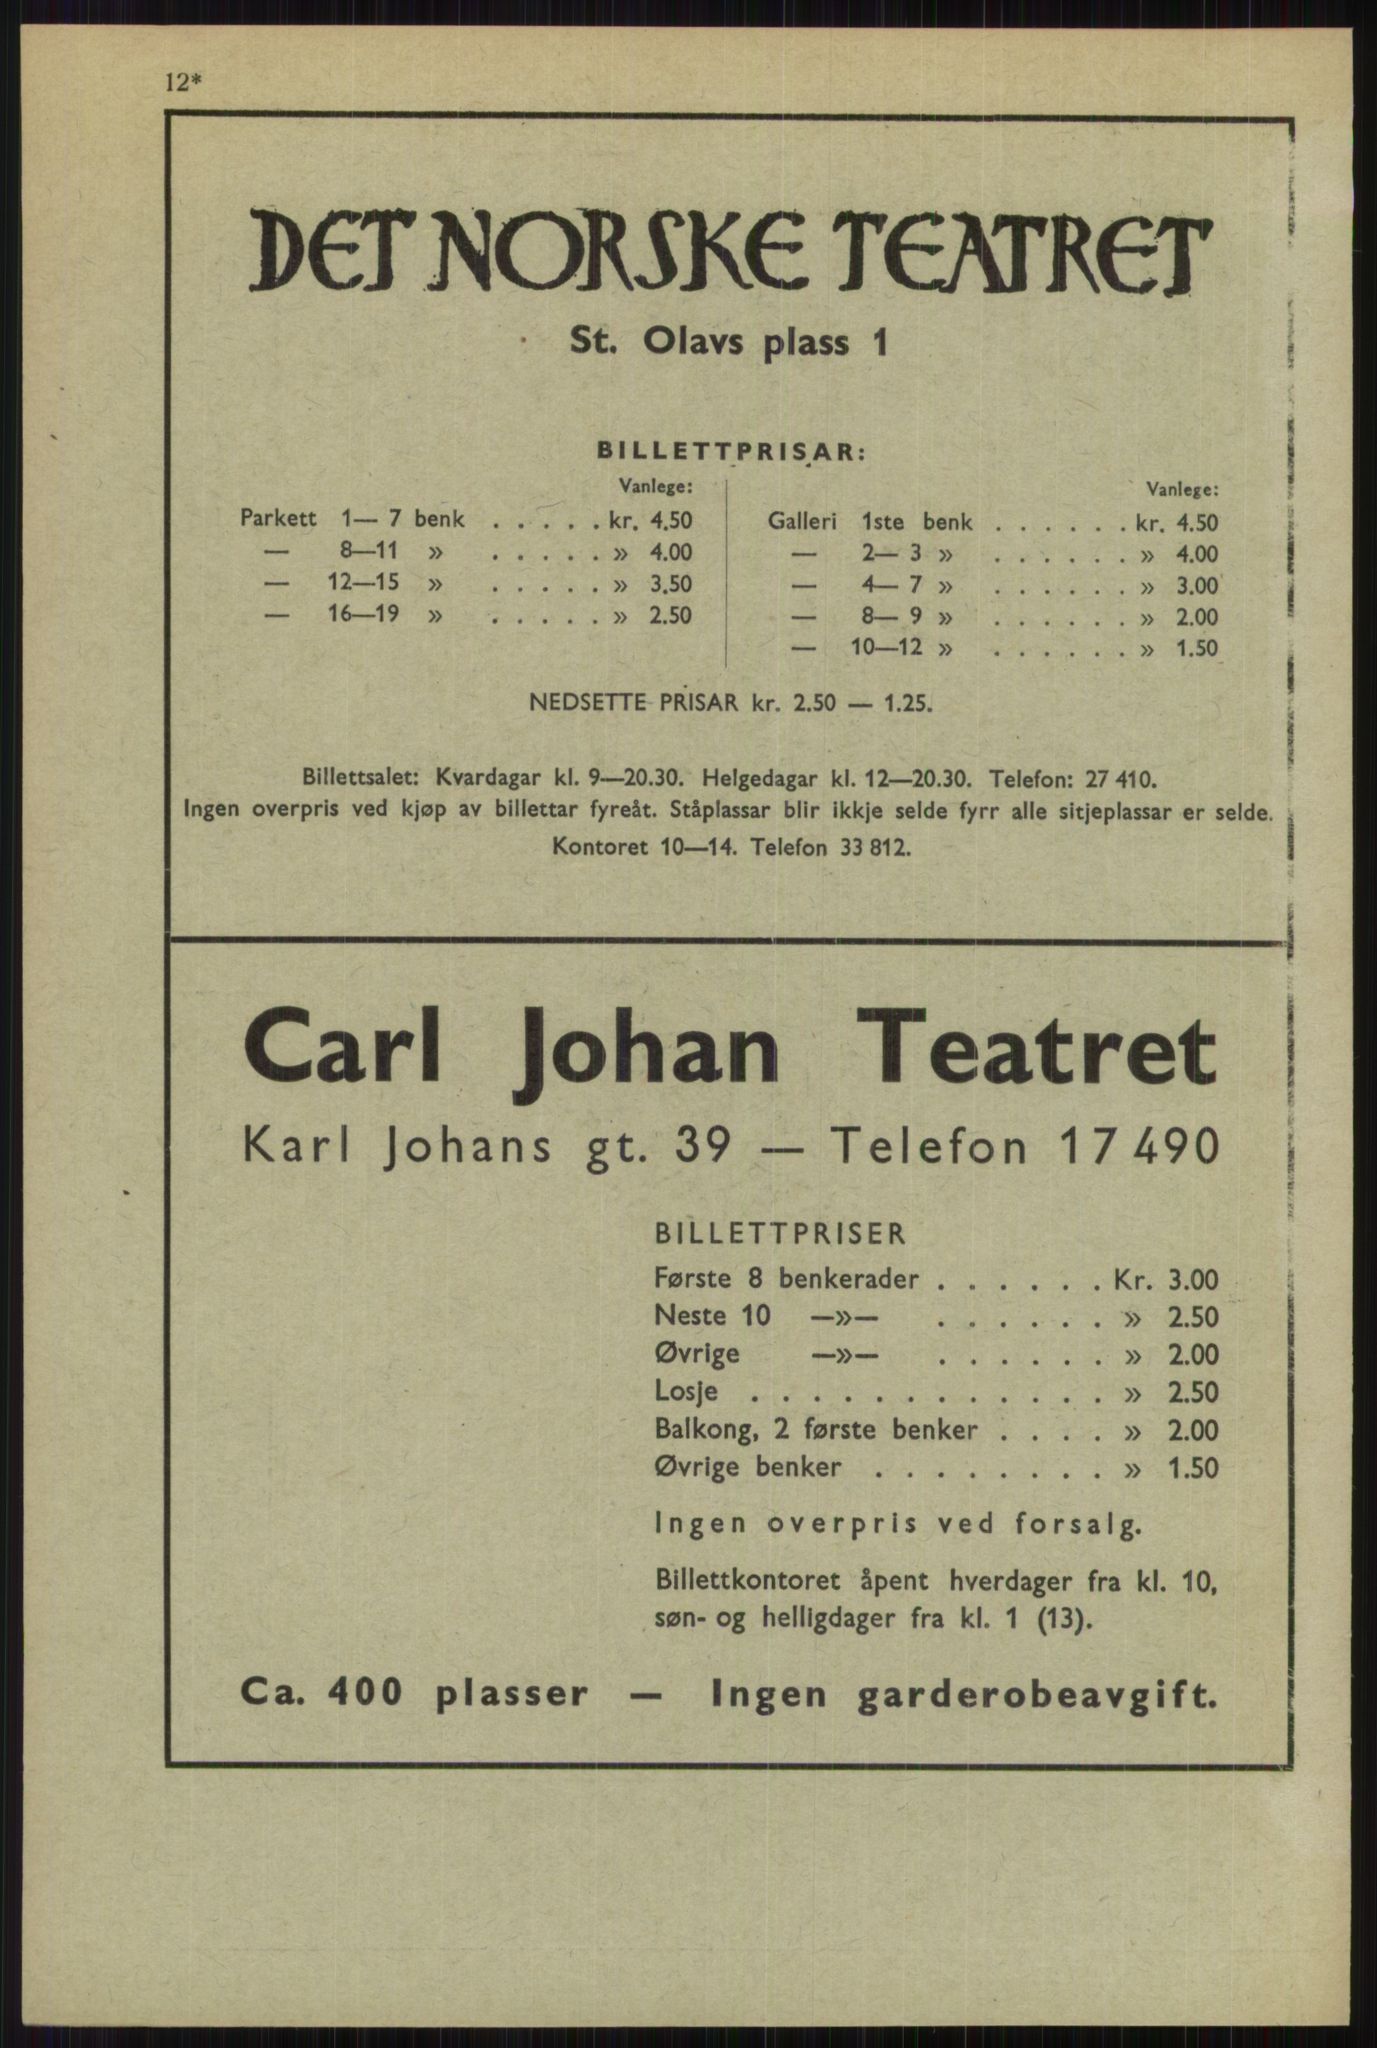 12*
DET NORSKE TEATRET
St. Olavs plass 1
BILLETTPRISAR:
Vanlege:
Parkett 1— 7 benk . . . . . kr. 4.50
— 8—11 » . . . . . » 4.00
— 12—15 » . . . . . » 3.50
— 16—19 » . . . . . » 2.50
Vanlege:
Galleri 1ste benk . . . . . . kr. 4.50
— 2— 3 » . . . . . . » 4.00
— 4— 7 » . . . . . . » 3.00
— 8— 9 » . . . . . . » 2.00
— 10—12 » . . . . . . » 1.50
NEDSETTE PRISAR kr. 2.50 — 1.25.
Billettsalet: Kvardagar kl. 9—20.30. Helgedagar kl. 12—20.30. Telefon: 27 410.
Ingen overpris ved kjøp av billettar fyreåt. Ståplassar blir ikkje selde fyrr alle sitjeplassar er selde.
Kontoret 10—14. Telefon 33 812.
Carl Johan Teatret
Karl Johans gt. 39 — Telefon 17 490
BILLETTPRISER
Første 8 benkerader . . . . . . Kr. 3.00
Neste 10 —»— . . . . . . » 2.50
Øvrige —»— . . . . . . » 2.00
Losje . . . . . . . . . . . . » 2.50
Balkong, 2 første benker . . . . » 2.00
Øvrige benker . . . . . . . . » 1.50
Ingen overpris ved forsalg.
Billettkontoret åpent hverdager fra kl. 10,
søn- og helligdager fra kl. 1 (13).
Ca. 400 plasser — Ingen garderobeavgift.